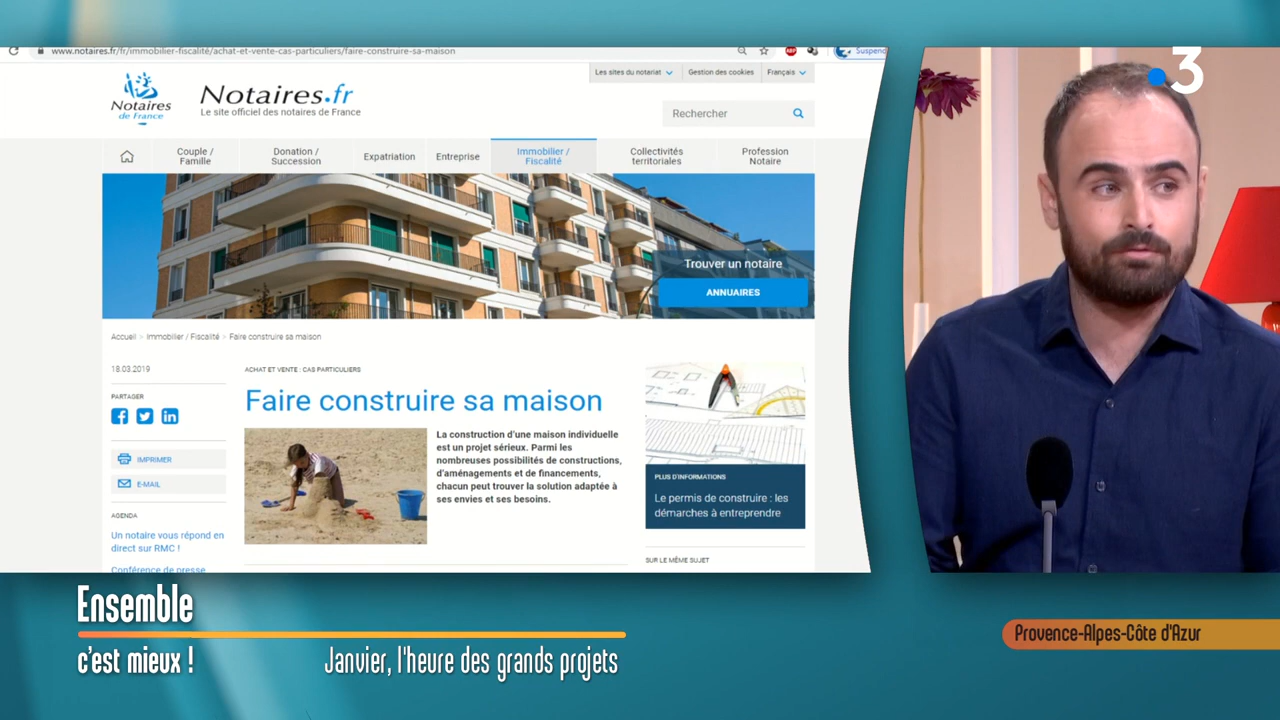 www.notaires.fr/fr/immobilier-fiscalité/achat-et-vente-cas-particuliers/faire-construire-sa-maison
ABP
Suspend
Les sites du notariat
Gestion des cookies
Français
3
Notaires
de France
Notaires.fr
Le site officiel des notaires de France
Rechercher
Couple /
Famille
Donation /
Succession
Expatriation
Entreprise
Immobilier /
Fiscalité
Collectivités
territoriales
Profession
Notaire
Trouver un notaire
ANNUAIRES
Accueil > Immobilier / Fiscalité > Faire construire sa maison
18.03.2019
PARTAGER
IMPRIMER
E-MAIL
AGENDA
Un notaire vous répond en
direct sur RMC !
Conférence de presse
ACHAT ET VENTE : CAS PARTICULIERS
Faire construire sa maison
La construction d'une maison individuelle
est un projet sérieux. Parmi les
nombreuses possibilités de constructions,
d'aménagements et de financements,
chacun peut trouver la solution adaptée à
ses envies et ses besoins.
PLUS D'INFORMATIONS
Le permis de construire : les
démarches à entreprendre
SUR LE MÊME SUJET
Ensemble
c'est mieux !
Janvier, l'heure des grands projets
Provence-Alpes-Côte d'Azur